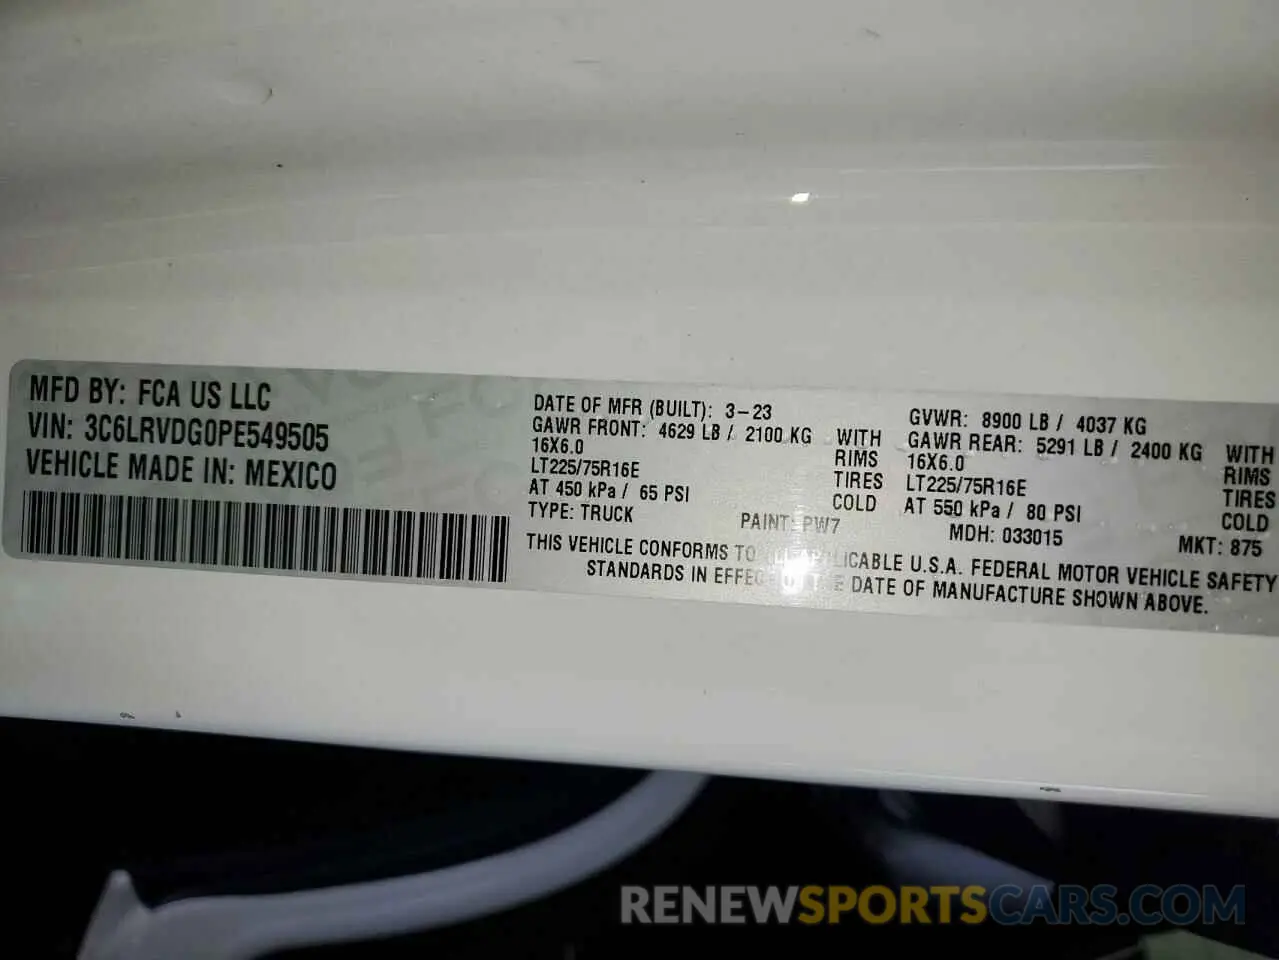 MFD BY: FCA US LLC
VIN: 3C6LRVDG0PE549505
VEHICLE MADE IN: MEXICO
DATE OF MFR (BUILT): 3-23
GAWR FRONT: 4629 LB / 2100 KG WITH
16X6.0 RIMS
LT225/75R16E TIRES
AT 450 kPa / 65 PSI COLD
TYPE: TRUCK PAINT: PW7
GVWR: 8900 LB / 4037 KG
GAWR REAR: 5291 LB / 2400 KG WITH
16X6.0 RIMS
LT225/75R16E TIRES
AT 550 kPa / 80 PSI COLD
MDH: 033015 MKT: 875
THIS VEHICLE CONFORMS TO U.S.A. FEDERAL MOTOR VEHICLE SAFETY
STANDARDS IN DATE OF MANUFACTURE SHOWN ABOVE.
RENEWSPORTSCARS.COM